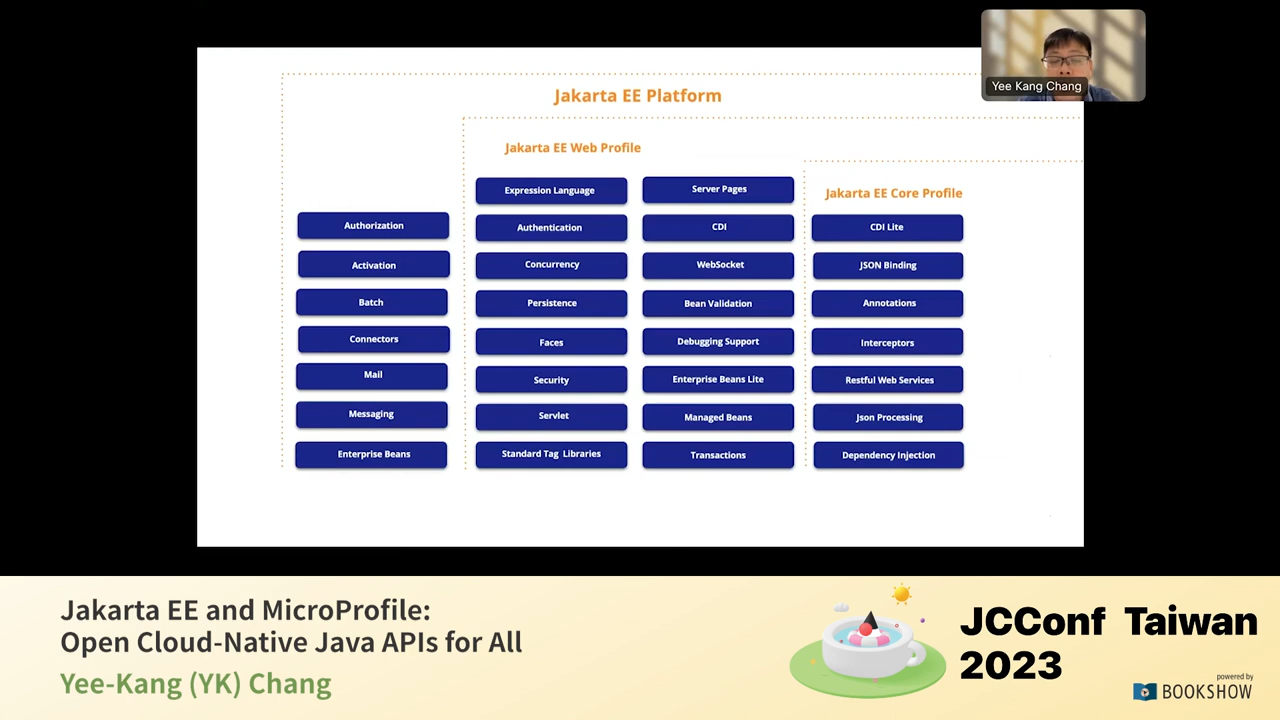 Jakarta EE Platform
Yee Kang Chang
Jakarta EE Web Profile
Jakarta EE Core Profile
Authorization
Activation
Batch
Connectors
Mail
Messaging
Enterprise Beans
Expression Language
Authentication
Concurrency
Persistence
Faces
Security
Servlet
Standard Tag Libraries
Server Pages
CDI
WebSocket
Bean Validation
Debugging Support
Enterprise Beans Lite
Managed Beans
Transactions
CDI Lite
JSON Binding
Annotations
Interceptors
Restful Web Services
Json Processing
Dependency Injection
Jakarta EE and MicroProfile:
Open Cloud-Native Java APIs for All
Yee-Kang (YK) Chang
JCConf Taiwan
2023
powered by
BOOKSHOW